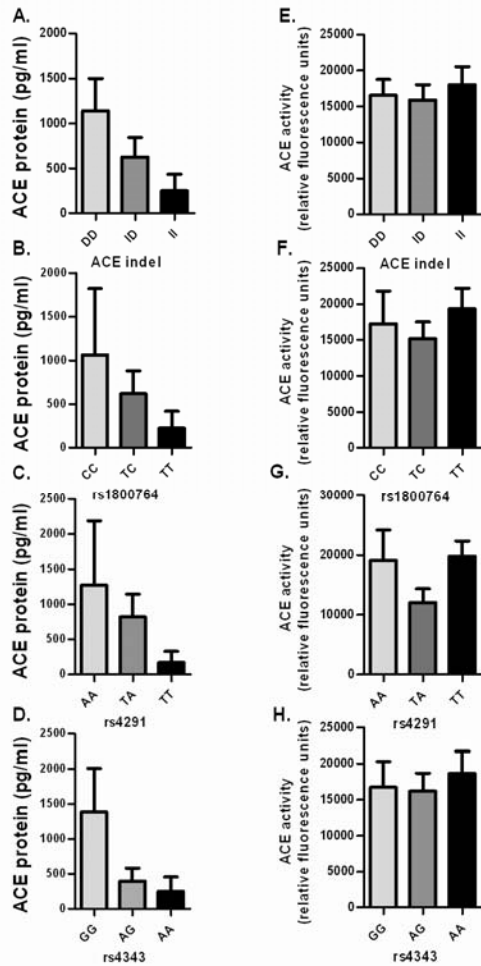 A.
ACE protein (pg/ml)
2000
1500
1000
500
0
DD ID II
ACE indel
B.
ACE protein (pg/ml)
2000
1500
1000
500
0
CC TC TT
rs1800764
C.
ACE protein (pg/ml)
2500
2000
1500
1000
500
0
AA TA TT
rs4291
D.
ACE protein (pg/ml)
2500
2000
1500
1000
500
0
GG AG AA
rs4343
E.
ACE activity
(relative fluorescence units)
25000
20000
15000
10000
5000
0
DD ID II
ACE indel
F.
ACE activity
(relative fluorescence units)
25000
20000
15000
10000
5000
0
CC TC TT
rs1800764
G.
ACE activity
(relative fluorescence units)
30000
20000
10000
0
AA TA TT
rs4291
H.
ACE activity
(relative fluorescence units)
25000
20000
15000
10000
5000
0
GG AG AA
rs4343